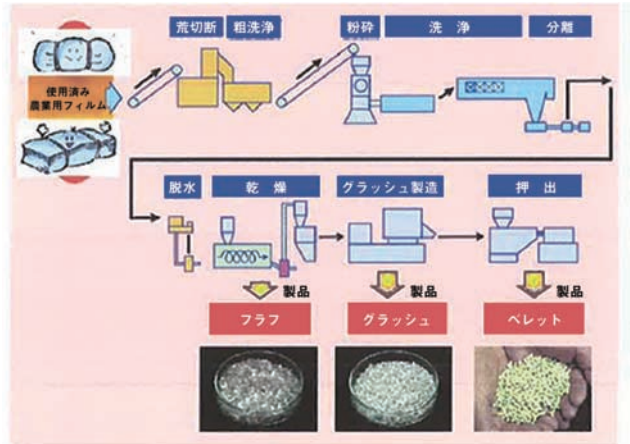 荒切断
粗洗浄
粉砕
洗浄
分離
使用済み
農業用フィルム
脱水
乾燥
グラッシュ製造
押出
製品
製品
製品
フラフ
グラッシュ
ペレット